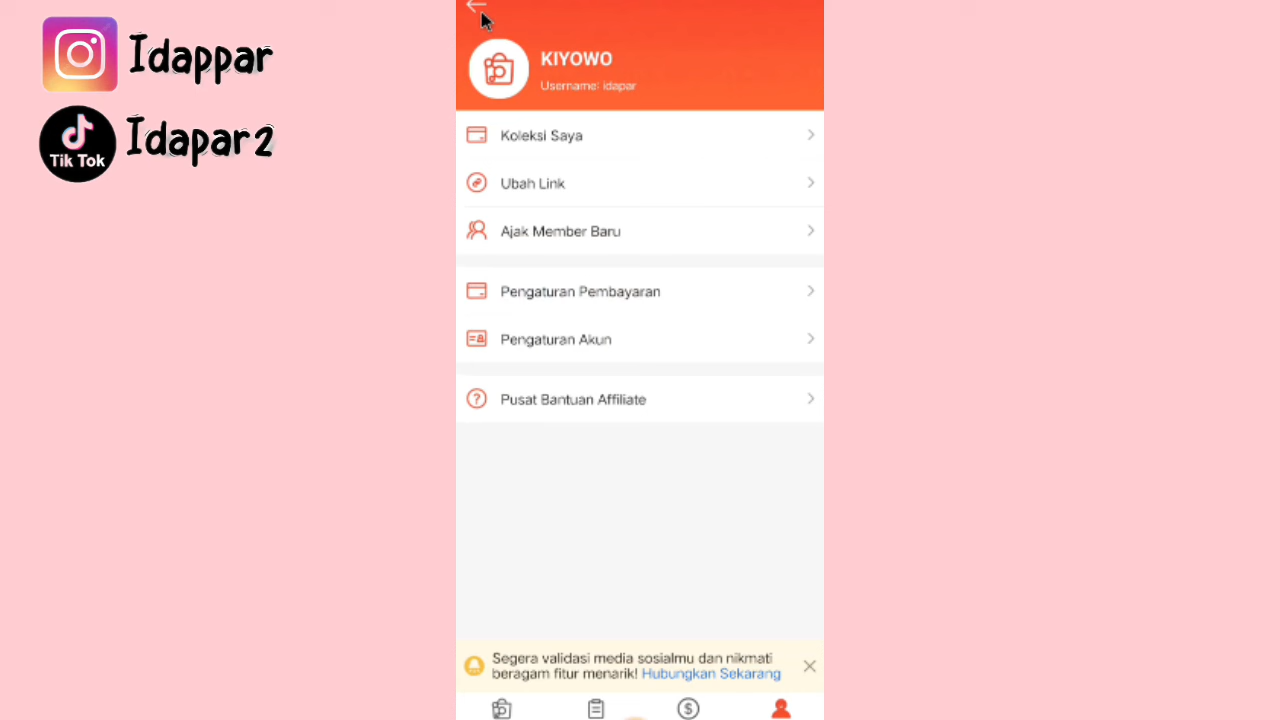 Idappar
Tik Tok
Idapar2
KIYOWO
Username: idapar
Koleksi Saya
Ubah Link
Ajak Member Baru
Pengaturan Pembayaran
Pengaturan Akun
Pusat Bantuan Affiliate
Segera validasi media sosialmu dan nikmati
beragam fitur menarik! Hubungkan Sekarang